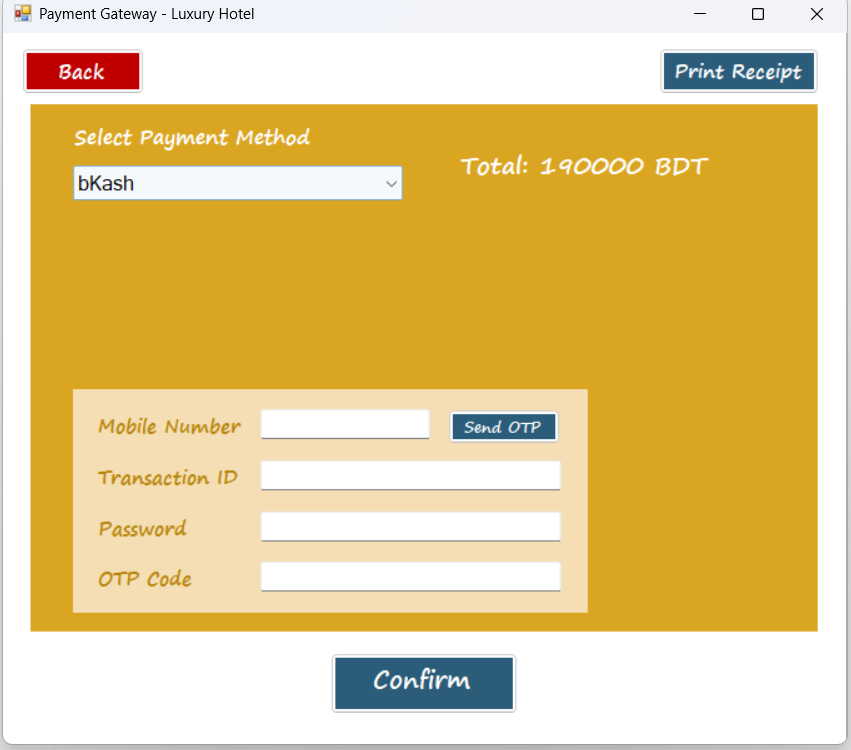 Payment Gateway - Luxury Hotel
Back
Print Receipt
Select Payment Method
Total: 190000 BDT
bKash
Mobile Number
Send OTP
Transaction ID
Password
OTP Code
Confirm